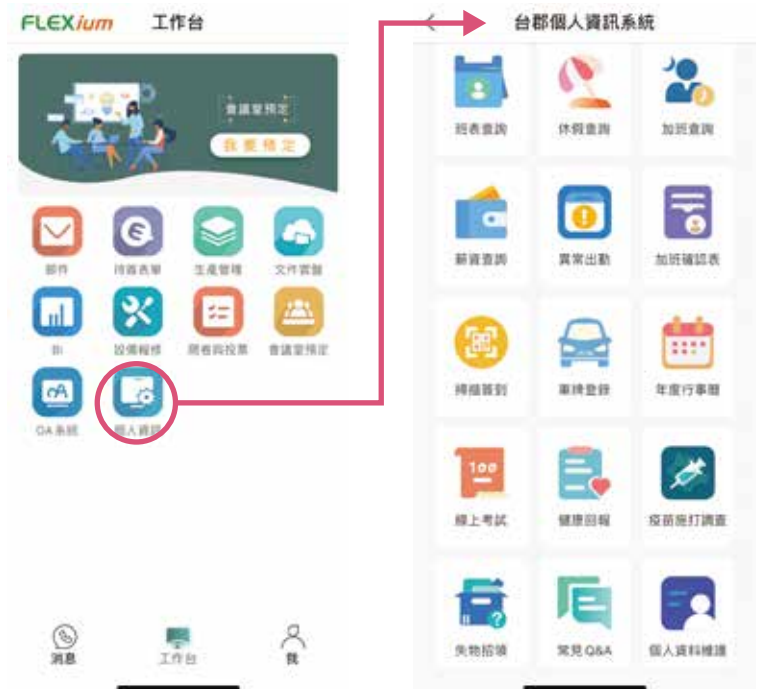 FLEXium 工作台
會議室預定
我要預定
郵件 待簽表單 生產管理 文件雲盤
BI 設備報修 問卷與投票 會議室預定
OA
OA系統 個人資訊
消息 工作台 我
台郡個人資訊系統
班表查詢 休假查詢 加班查詢
薪資查詢 異常出勤 加班確認表
掃描簽到 車牌登錄 年度行事曆
100
線上考試 健康回報 疫苗施打調查
失物招領 常見Q&A 個人資料維護